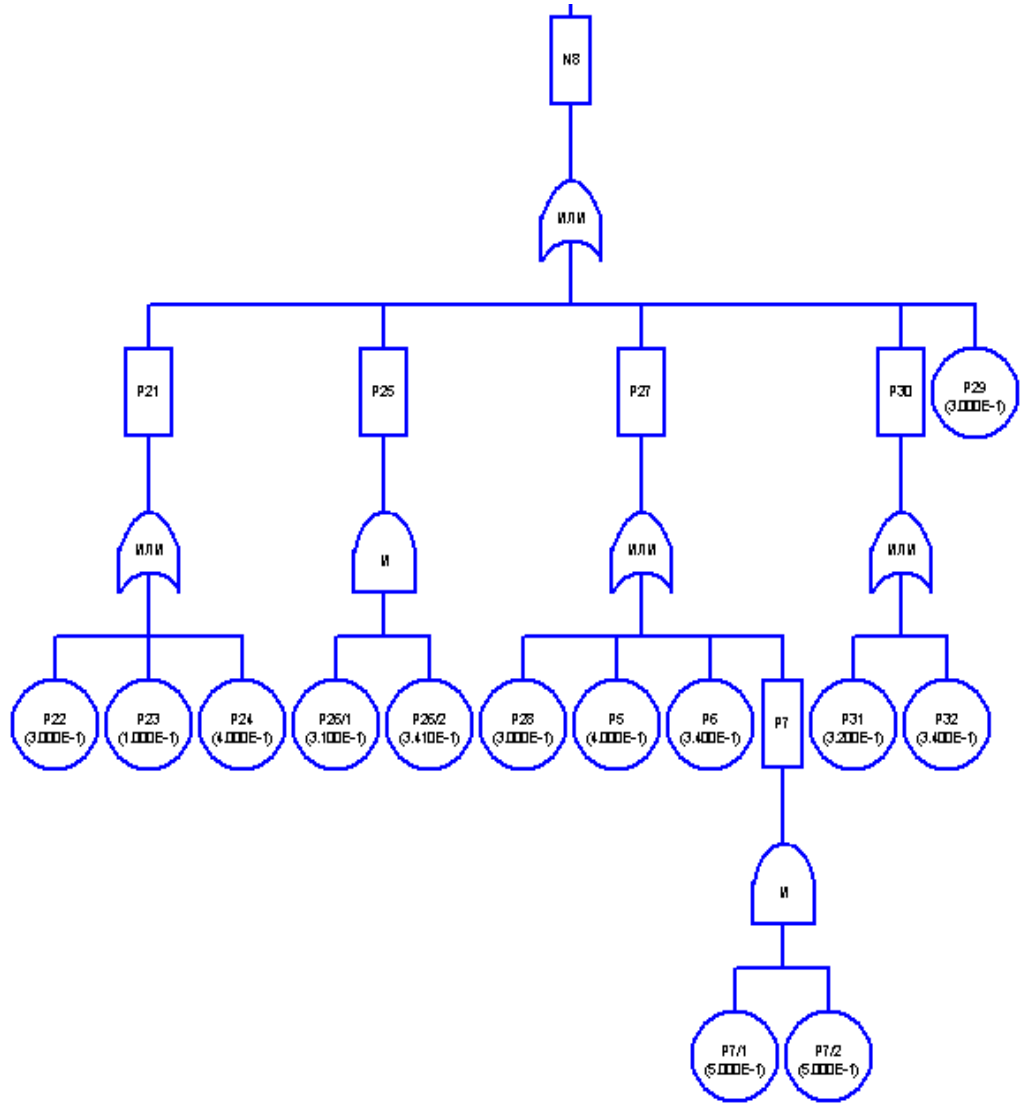 N8
ИЛИ
P21
P25
P27
P30
P29
(3.000E-1)
ИЛИ
И
ИЛИ
ИЛИ
P22
(3.000E-1)
P23
(1.000E-1)
P24
(4.000E-1)
P26/1
(3.100E-1)
P26/2
(3.410E-1)
P28
(3.000E-1)
P5
(4.000E-1)
P6
(3.400E-1)
P7
P31
(3.200E-1)
P32
(3.400E-1)
И
P7/1
(5.000E-1)
P7/2
(5.000E-1)